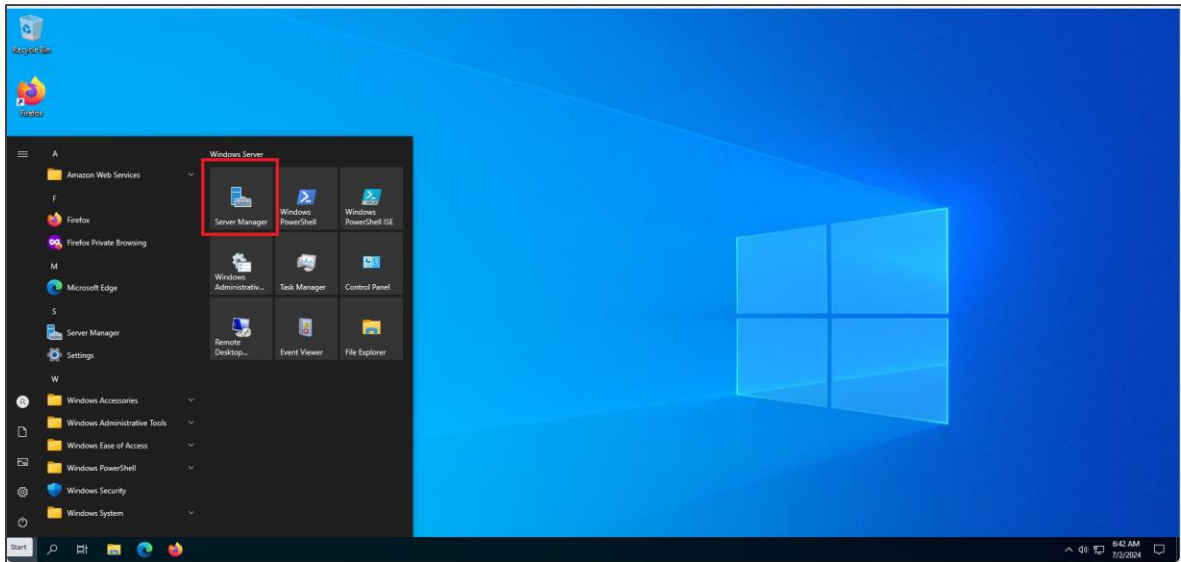 Recycle Bin
Firefox
A
Amazon Web Services
F
Firefox
Firefox Private Browsing
M
Microsoft Edge
S
Server Manager
Settings
W
Windows Accessories
Windows Administrative Tools
Windows Ease of Access
Windows PowerShell
Windows Security
Windows System
Windows Server
Server Manager
Windows
PowerShell
Windows
PowerShell ISE
Windows
Administrativ...
Task Manager
Control Panel
Remote
Desktop...
Event Viewer
File Explorer
Start
6:42 AM
7/2/2024